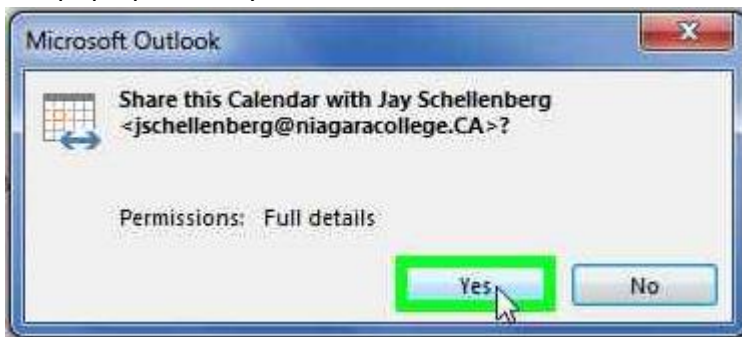 Microsoft Outlook
Share this Calendar with Jay Schellenberg
<jschellenberg@niagaracollege.CA>?
Permissions: Full details
Yes No